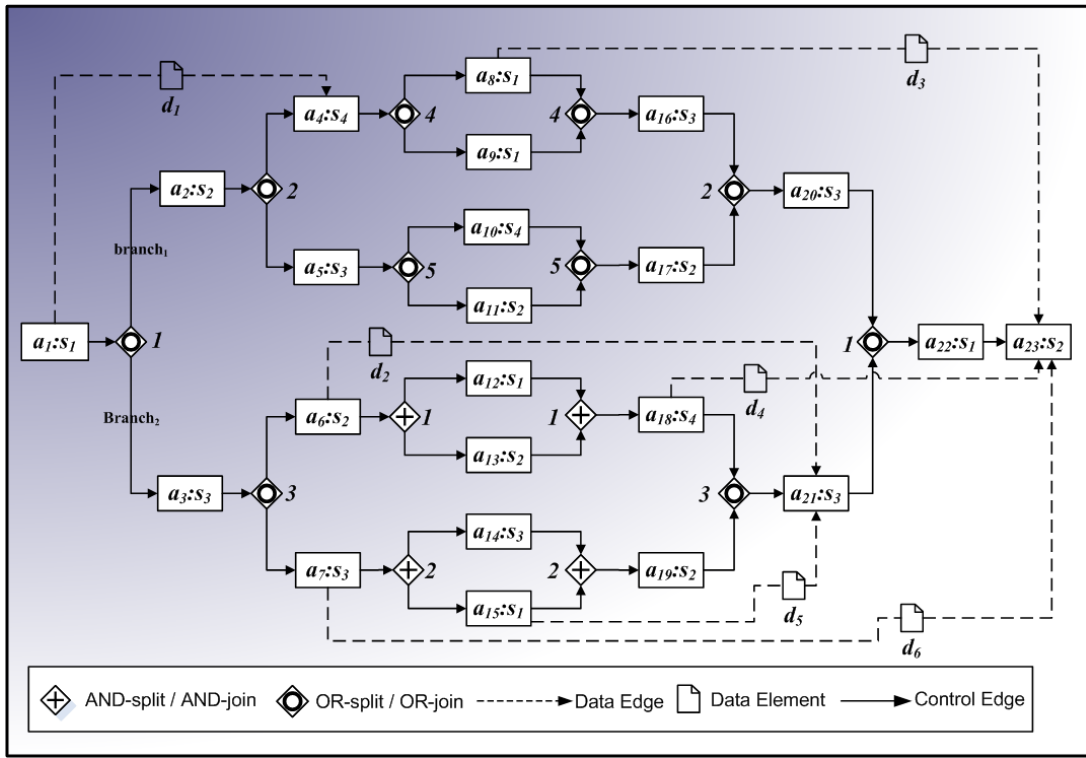 a8:s1
d3
d1
a4:s4
4
4
a16:s3
a9:s1
a2:s2
2
2
a20:s3
a10:s4
branch1
a5:s3
5
5
a17:s2
a11:s2
a1:s1
1
1
a22:s1
a23:s2
d2
a12:s1
d4
Branch2
a6:s2
1
1
a18:s4
a13:s2
a3:s3
3
3
a21:s3
a14:s3
a7:s3
2
2
a19:s2
a15:s1
d5
d6
AND-split / AND-join OR-split / OR-join Data Edge Data Element Control Edge